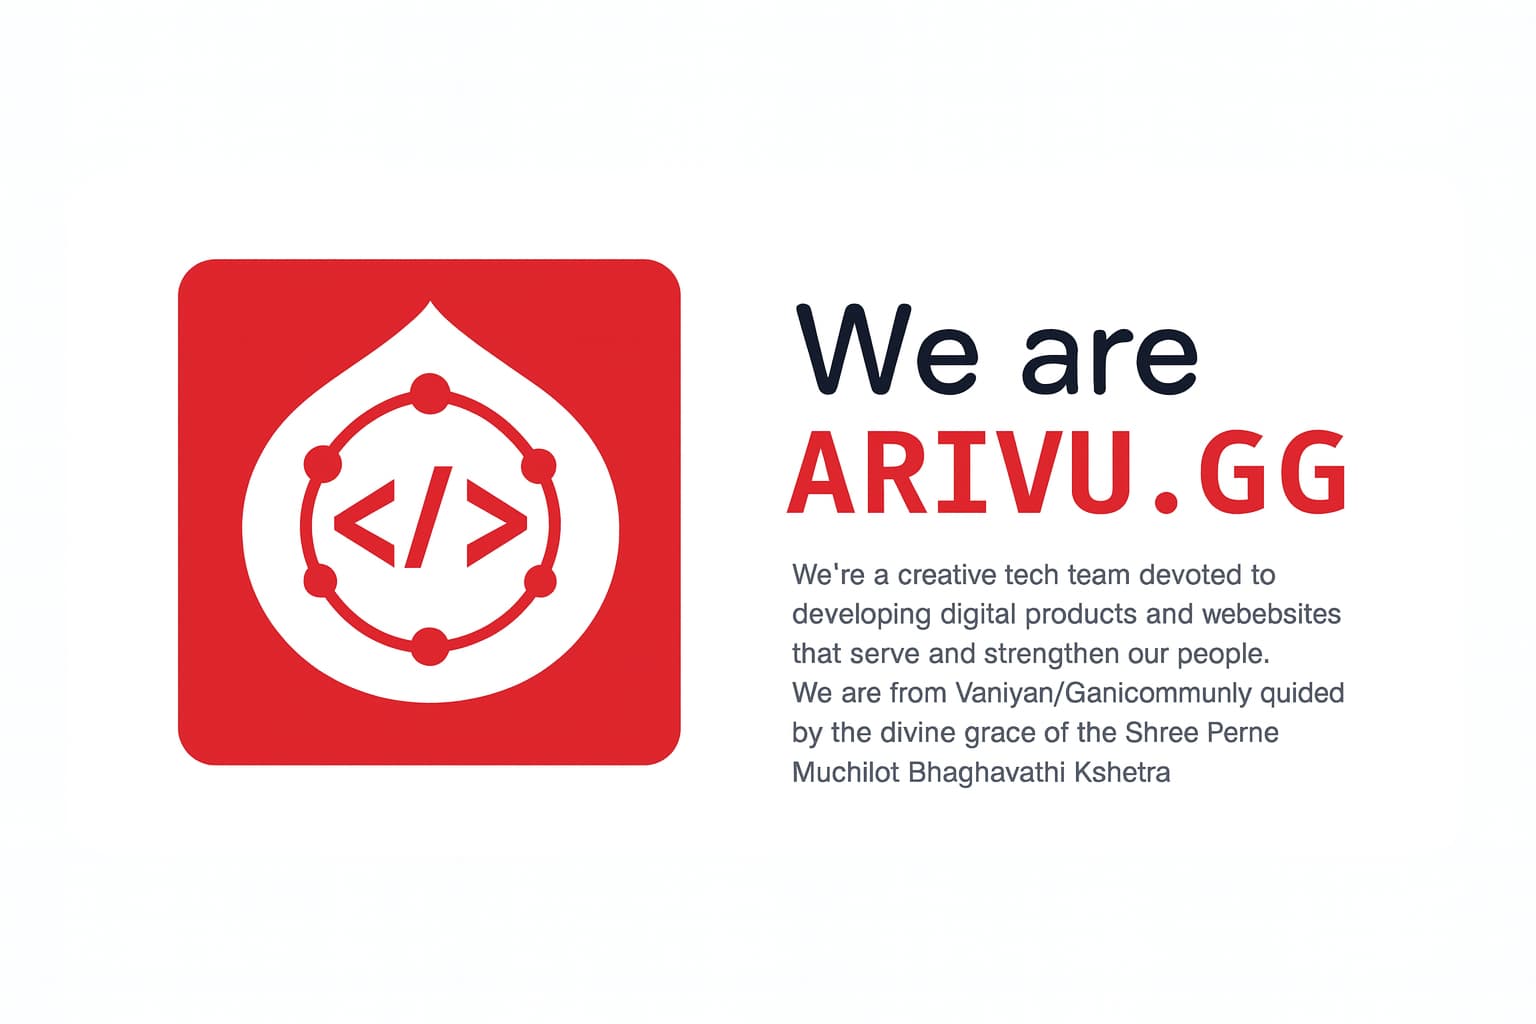 </>
We are
ARIVU.GG
We're a creative tech team devoted to
developing digital products and webebsites
that serve and strengthen our people.
We are from Vaniyan/Ganicommunly quided
by the divine grace of the Shree Perne
Muchilot Bhaghavathi Kshetra